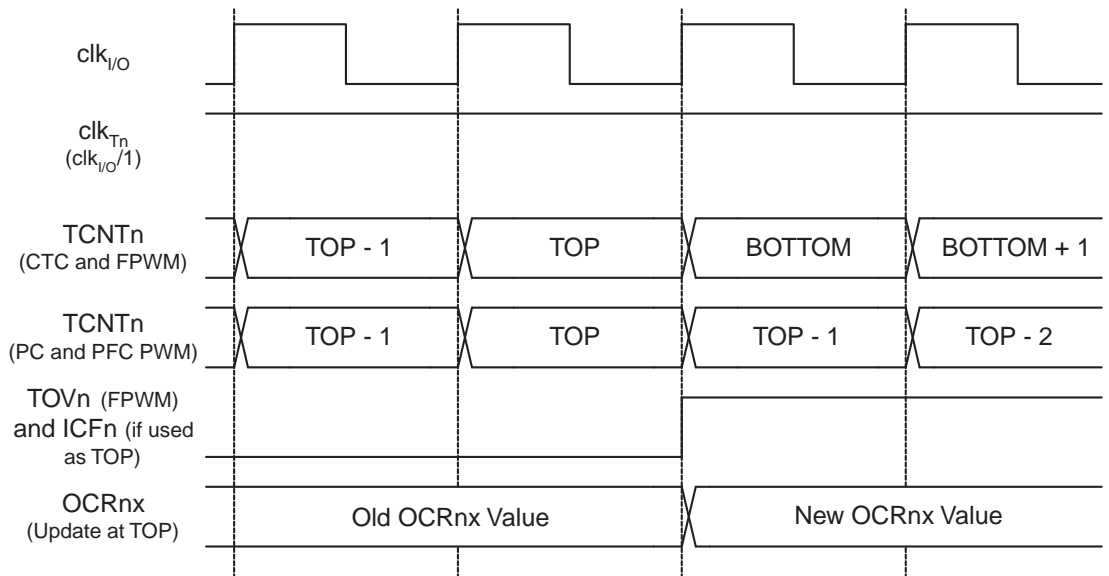 clkI/O
clkTn
(clkI/O/1)
TCNTn
(CTC and FPWM)
TOP - 1
TOP
BOTTOM
BOTTOM + 1
TCNTn
(PC and PFC PWM)
TOP - 1
TOP
TOP - 1
TOP - 2
TOVn (FPWM)
and ICFn (if used
as TOP)
OCRnx
(Update at TOP)
Old OCRnx Value
New OCRnx Value